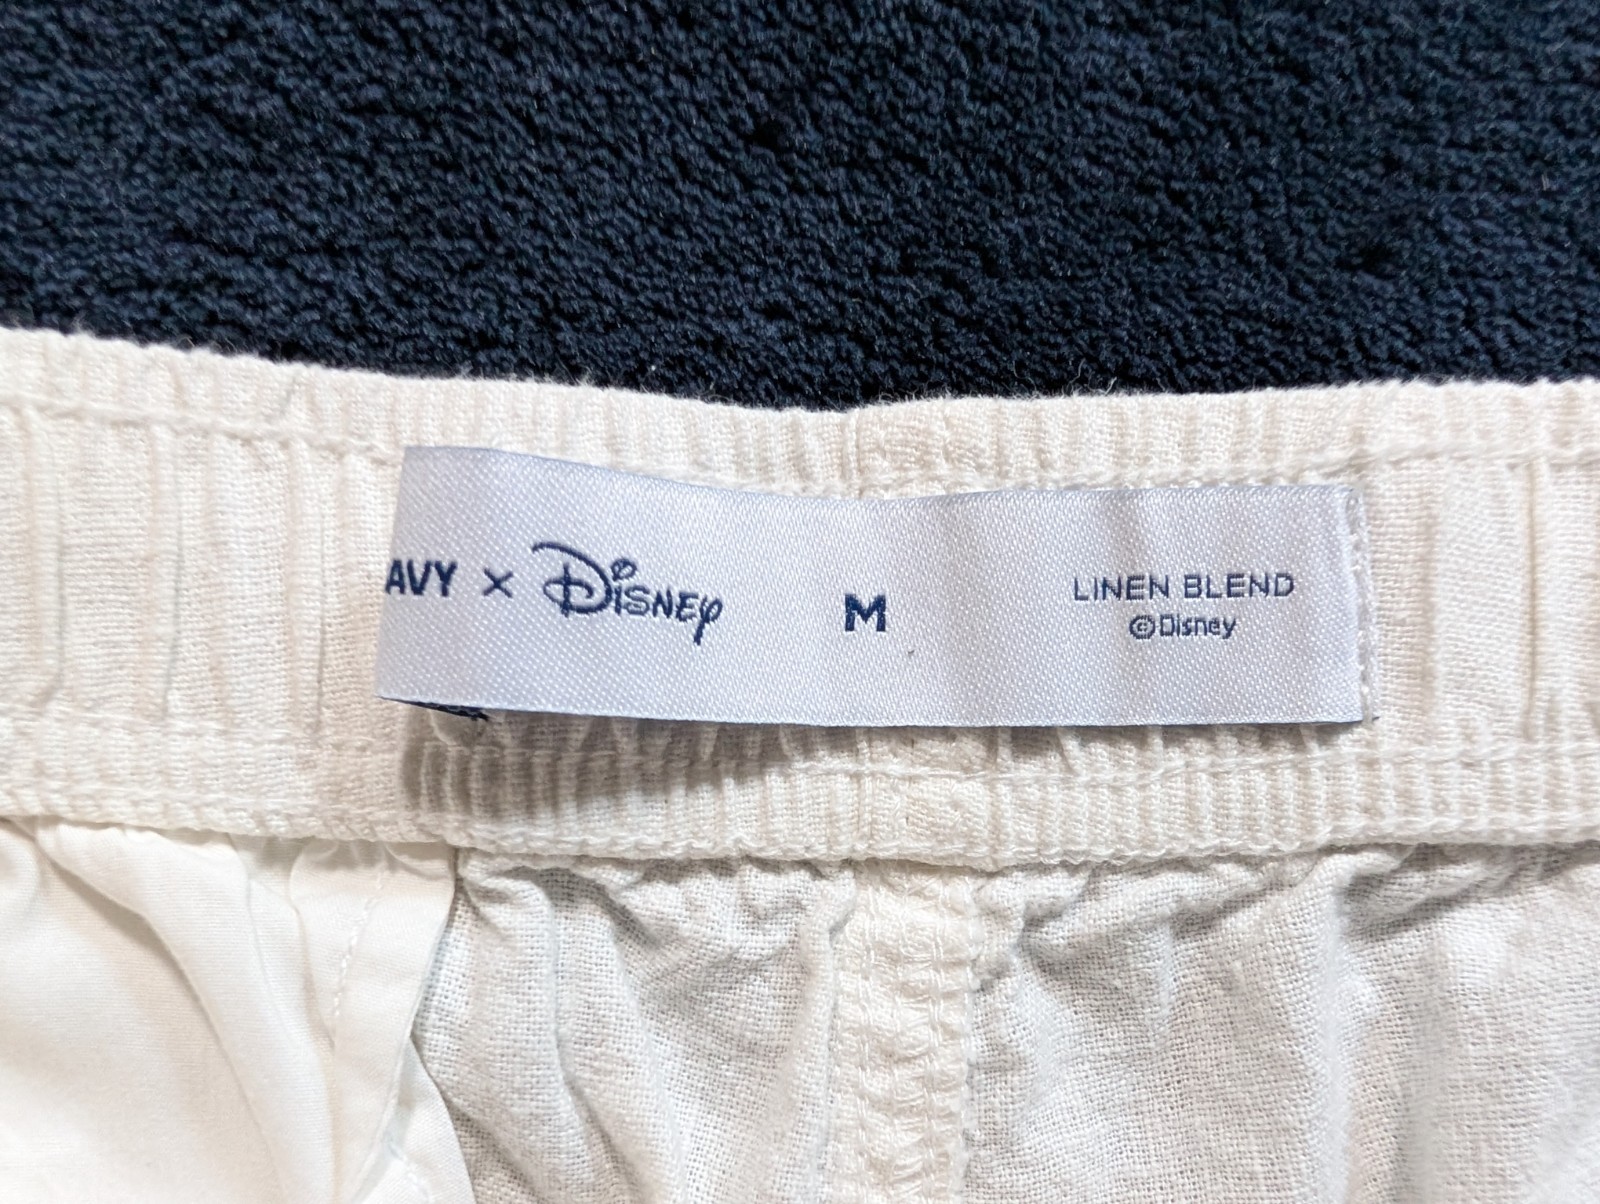 AVY × Disney
M
LINEN BLEND
©Disney